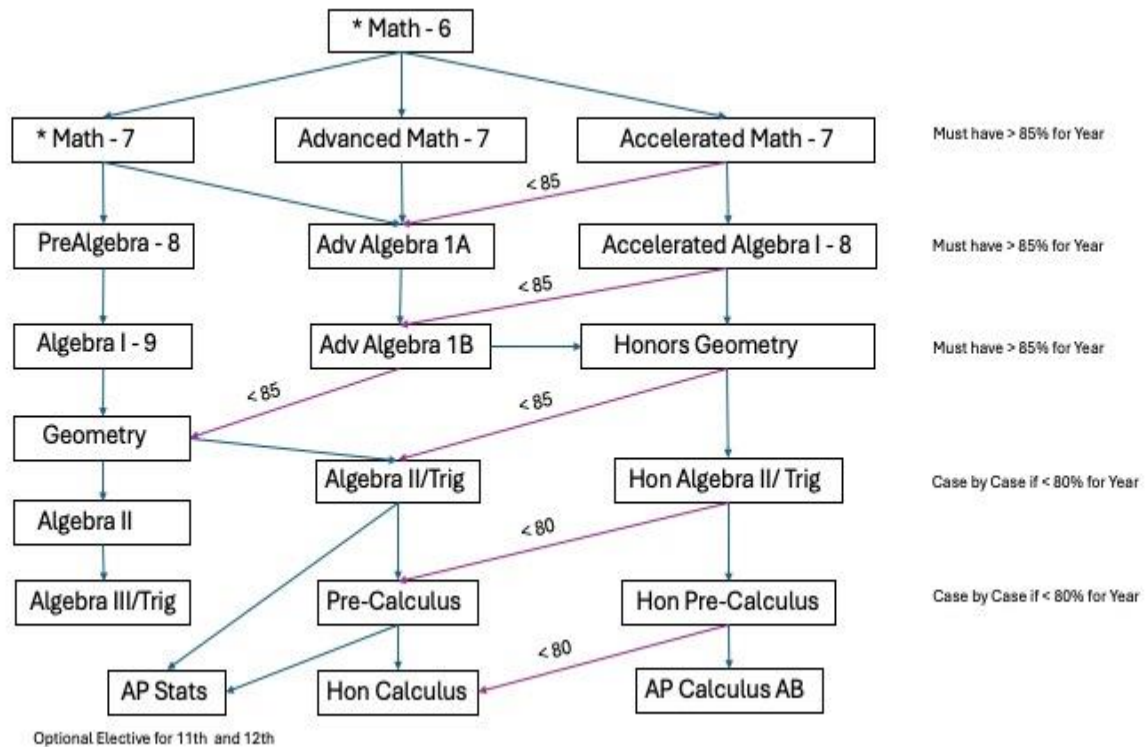 * Math - 6
* Math - 7
Advanced Math - 7
Accelerated Math - 7
Must have > 85% for Year
< 85
PreAlgebra - 8
Adv Algebra 1A
Accelerated Algebra I - 8
Must have > 85% for Year
< 85
Algebra I - 9
Adv Algebra 1B
Honors Geometry
Must have > 85% for Year
< 85
< 85
Geometry
Algebra II/Trig
Hon Algebra II/ Trig
Case by Case if < 80% for Year
Algebra II
< 80
Algebra III/Trig
Pre-Calculus
Hon Pre-Calculus
Case by Case if < 80% for Year
< 80
AP Stats
Hon Calculus
AP Calculus AB
Optional Elective for 11th and 12th